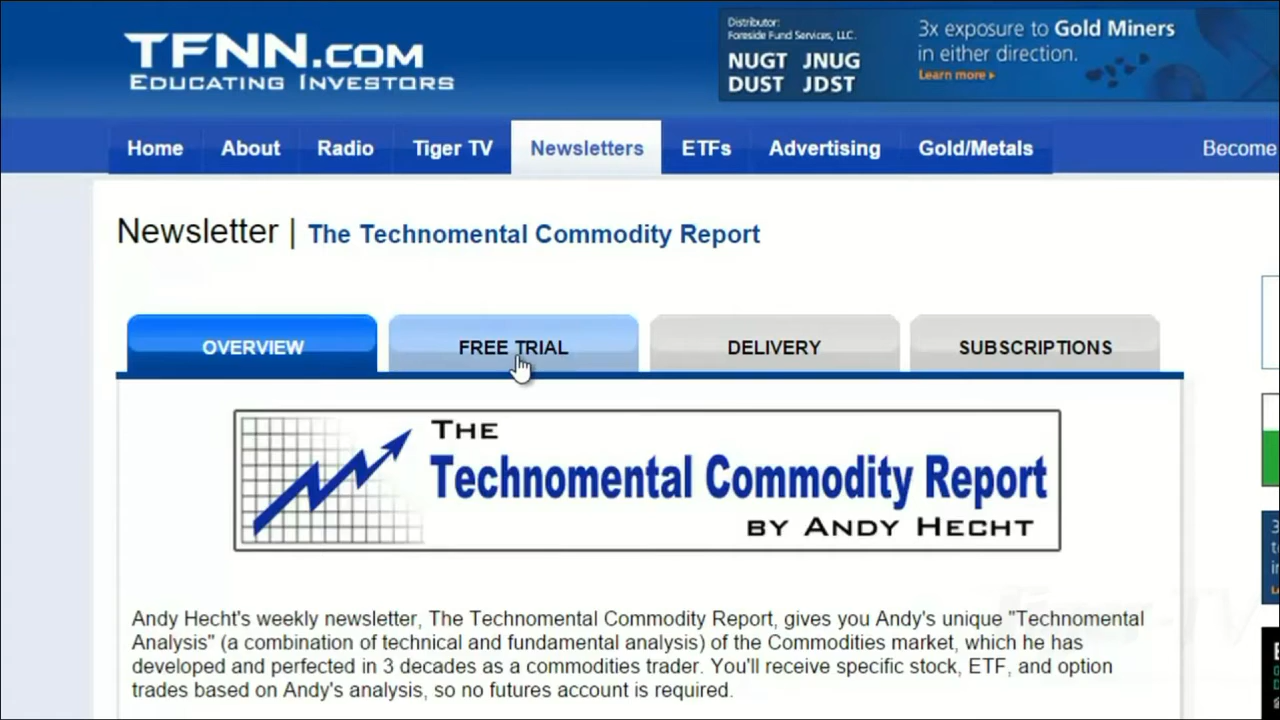 TFNN.COM
EDUCATING INVESTORS
Distributor:
Foreside Fund Services, LLC.
NUGT JNUG
DUST JDST
3x exposure to Gold Miners
in either direction.
Learn more
Home About Radio Tiger TV Newsletters ETFs Advertising Gold/Metals Become
Newsletter | The Technomental Commodity Report
OVERVIEW FREE TRIAL DELIVERY SUBSCRIPTIONS
THE
Technomental Commodity Report
BY ANDY HECHT
Andy Hecht's weekly newsletter, The Technomental Commodity Report, gives you Andy's unique "Technomental
Analysis" (a combination of technical and fundamental analysis) of the Commodities market, which he has
developed and perfected in 3 decades as a commodities trader. You'll receive specific stock, ETF, and option
trades based on Andy's analysis, so no futures account is required.